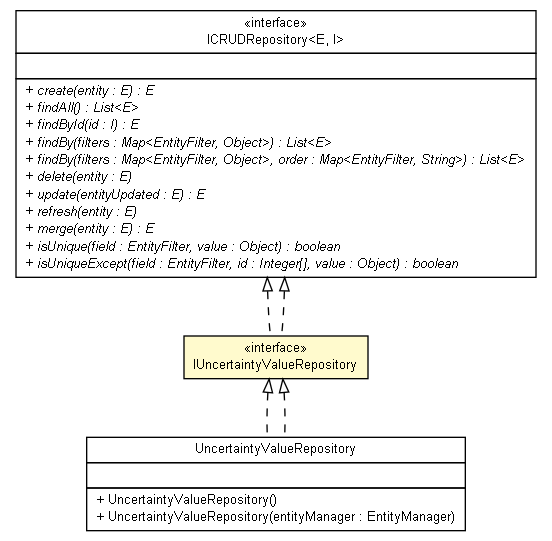 «interface»
ICRUDRepository<E, I>
+ create(entity : E) : E
+ findAll() : List<E>
+ findById(id : I) : E
+ findBy(filters : Map<EntityFilter, Object>) : List<E>
+ findBy(filters : Map<EntityFilter, Object>, order : Map<EntityFilter, String>) : List<E>
+ delete(entity : E)
+ update(entityUpdated : E) : E
+ refresh(entity : E)
+ merge(entity : E) : E
+ isUnique(field : EntityFilter, value : Object) : boolean
+ isUniqueExcept(field : EntityFilter, id : Integer[], value : Object) : boolean
«interface»
IUncertaintyValueRepository
UncertaintyValueRepository
+ UncertaintyValueRepository()
+ UncertaintyValueRepository(entityManager : EntityManager)